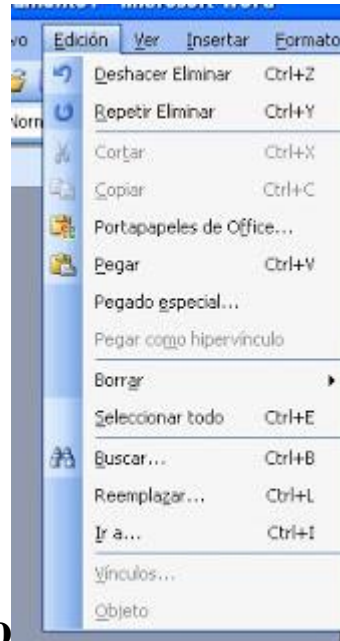 Edición Ver Insertar Formato
Norn
Deshacer Eliminar Ctrl+Z
Repetir Eliminar Ctrl+Y
Cortar Ctrl+X
Copiar Ctrl+C
Portapapeles de Office...
Pegar Ctrl+V
Pegado especial...
Pegar como hipervínculo
Borrar
Seleccionar todo Ctrl+E
Buscar... Ctrl+B
Reemplazar... Ctrl+L
Ir a... Ctrl+I
Vínculos...
Objeto